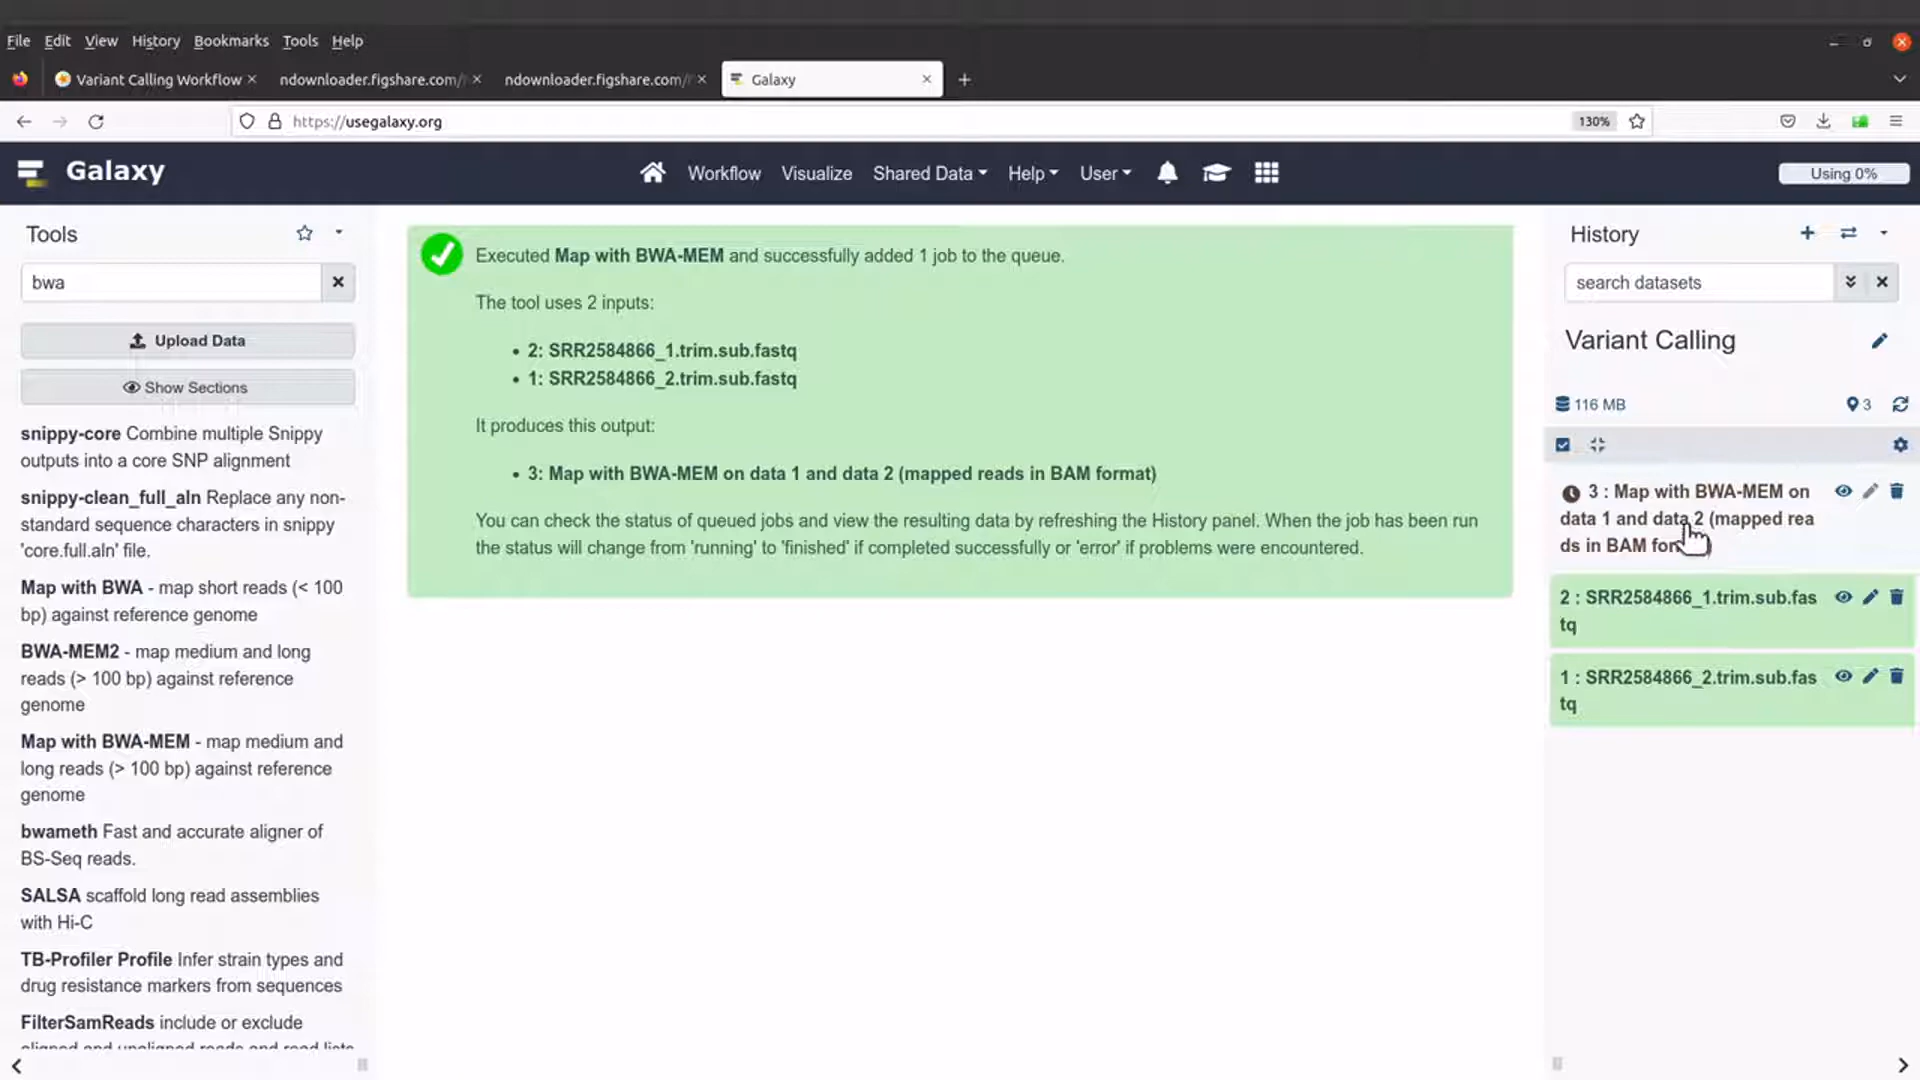 File Edit View History Bookmarks Tools Help
Variant Calling Workflow
ndownloader.figshare.com/
ndownloader.figshare.com/
Galaxy
https://usegalaxy.org
130%
Galaxy
Workflow Visualize Shared Data Help User
Using 0%
Tools
bwa
Upload Data
Show Sections
snippy-core Combine multiple Snippy
outputs into a core SNP alignment
snippy-clean_full_aln Replace any non-
standard sequence characters in snippy
'core.full.aln' file.
Map with BWA - map short reads (< 100
bp) against reference genome
BWA-MEM2 - map medium and long
reads (> 100 bp) against reference
genome
Map with BWA-MEM - map medium and
long reads (> 100 bp) against reference
genome
bwameth Fast and accurate aligner of
BS-Seq reads.
SALSA scaffold long read assemblies
with Hi-C
TB-Profiler Profile Infer strain types and
drug resistance markers from sequences
FilterSamReads include or exclude
aligned and unaligned reads and read lists
Executed Map with BWA-MEM and successfully added 1 job to the queue.
The tool uses 2 inputs:
• 2: SRR2584866_1.trim.sub.fastq
• 1: SRR2584866_2.trim.sub.fastq
It produces this output:
• 3: Map with BWA-MEM on data 1 and data 2 (mapped reads in BAM format)
You can check the status of queued jobs and view the resulting data by refreshing the History panel. When the job has been run
the status will change from 'running' to 'finished' if completed successfully or 'error' if problems were encountered.
History
search datasets
Variant Calling
116 MB
3
3 : Map with BWA-MEM on
data 1 and data 2 (mapped rea
ds in BAM
2 : SRR2584866_1.trim.sub.fas
tq
1 : SRR2584866_2.trim.sub.fas
tq